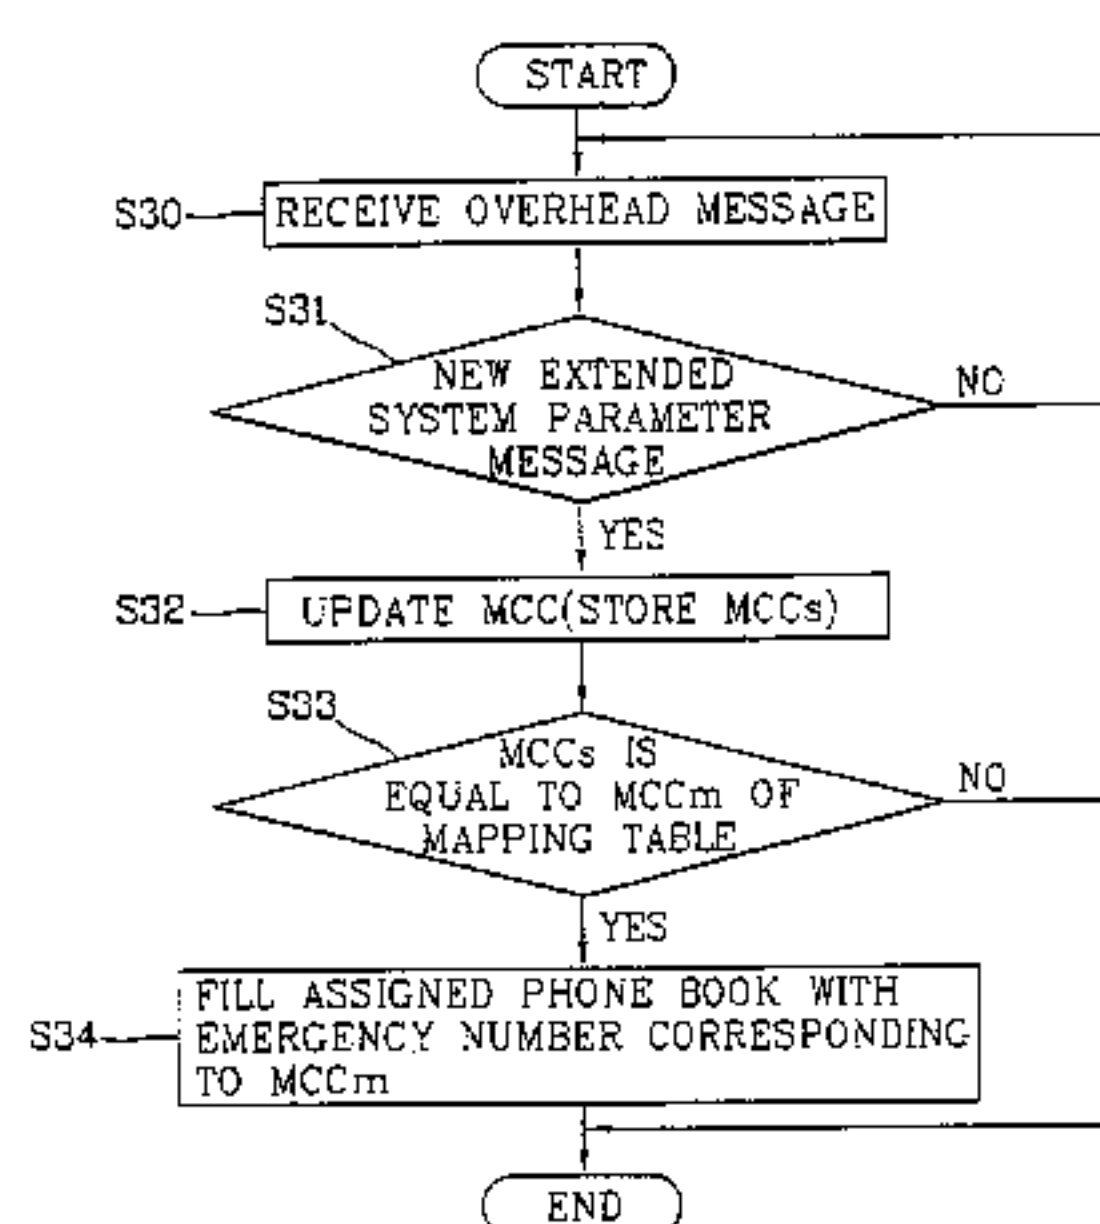 START
S30
RECEIVE OVERHEAD MESSAGE
S31
NEW EXTENDED
SYSTEM PARAMETER
MESSAGE
NO
YES
S32
UPDATE MCC(STORE MCCs)
S33
MCCs IS
EQUAL TO MCCm OF
MAPPING TABLE
NO
YES
S34
FILL ASSIGNED PHONE BOOK WITH
EMERGENCY NUMBER CORRESPONDING
TO MCCm
END